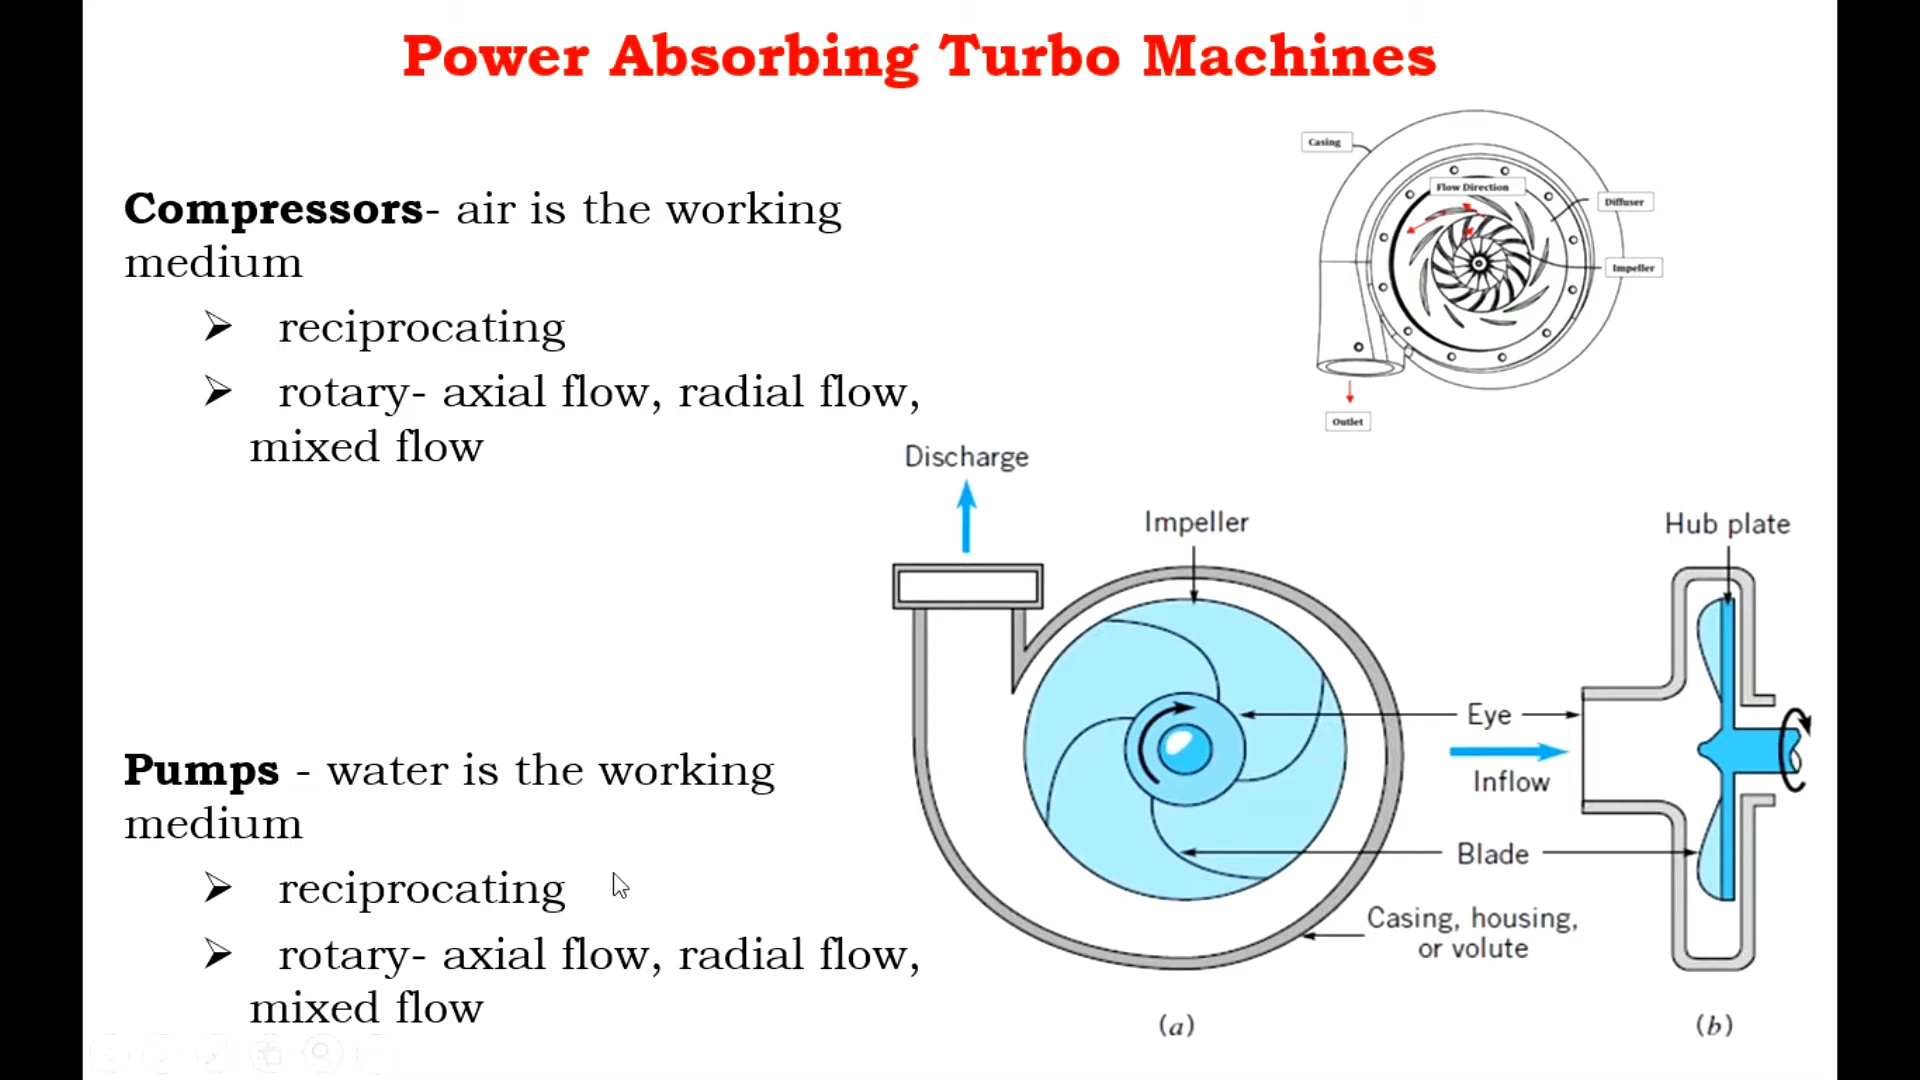 Power Absorbing Turbo Machines
Compressors- air is the working
medium
➢ reciprocating
➢ rotary- axial flow, radial flow,
mixed flow
Pumps - water is the working
medium
➢ reciprocating
➢ rotary- axial flow, radial flow,
mixed flow
Casing
Flow Direction
Diffuser
Impeller
Outlet
Discharge
Impeller
Hub plate
Eye
Inflow
Blade
Casing, housing,
or volute
(a)
(b)